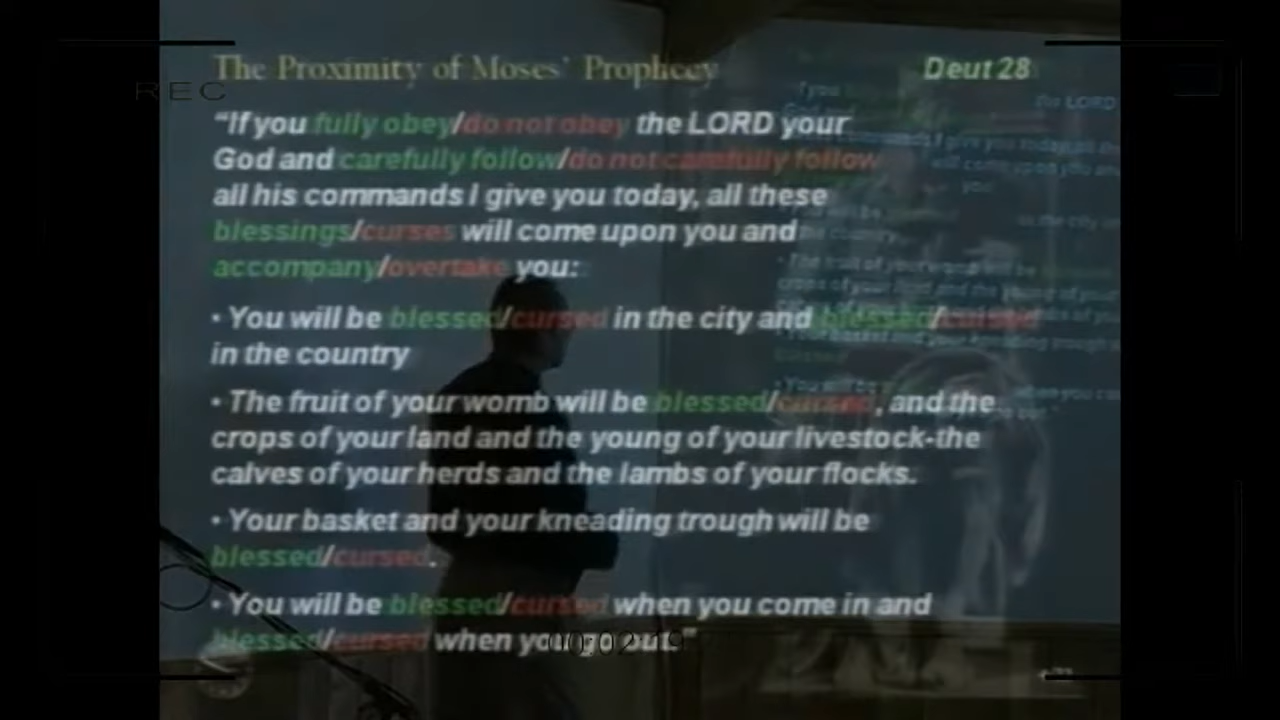 The Proximity of Moses' Prophecy
Deut 28
REC
"If you fully obey/do not obey the LORD your
God and carefully follow/do not carefully follow
all his commands I give you today, all these
blessings/curses will come upon you and
accompany/overtake you:
• You will be blessed/cursed in the city and blessed/cursed
in the country
• The fruit of your womb will be blessed/cursed, and the
crops of your land and the young of your livestock-the
calves of your herds and the lambs of your flocks.
• Your basket and your kneading trough will be
blessed/cursed.
• You will be blessed/cursed when you come in and
blessed/cursed when you go out."